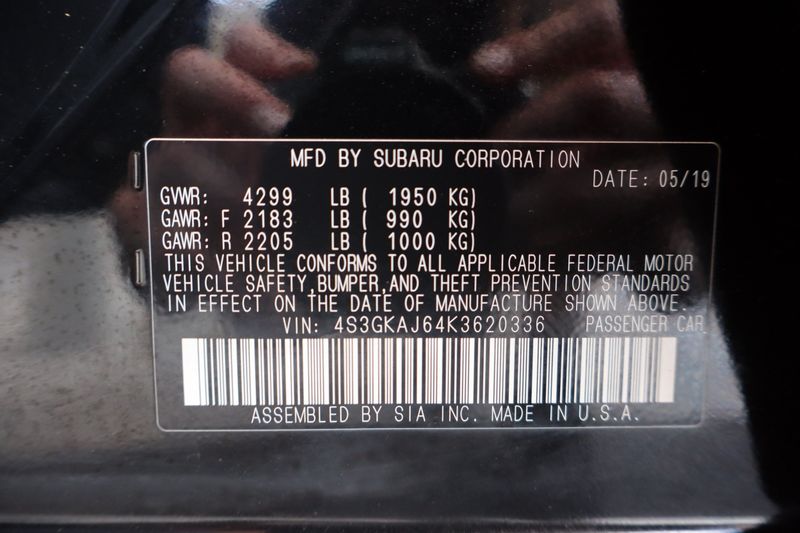 MFD BY SUBARU CORPORATION
DATE: 05/19
GVWR: 4299 LB ( 1950 KG)
GAWR: F 2183 LB ( 990 KG)
GAWR: R 2205 LB ( 1000 KG)
THIS VEHICLE CONFORMS TO ALL APPLICABLE FEDERAL MOTOR
VEHICLE SAFETY, BUMPER, AND THEFT PREVENTION STANDARDS
IN EFFECT ON THE DATE OF MANUFACTURE SHOWN ABOVE.
VIN: 4S3GKAJ64K3620336 PASSENGER CAR
ASSEMBLED BY SIA INC. MADE IN U.S.A.